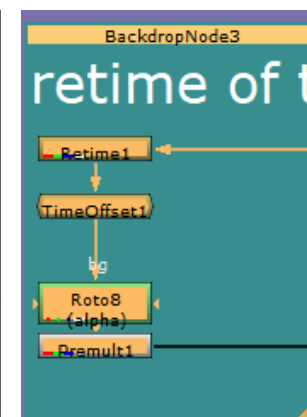 BackdropNode3
retime of
Retime1
TimeOffset1
bg
Roto8
(alpha)
Premult1